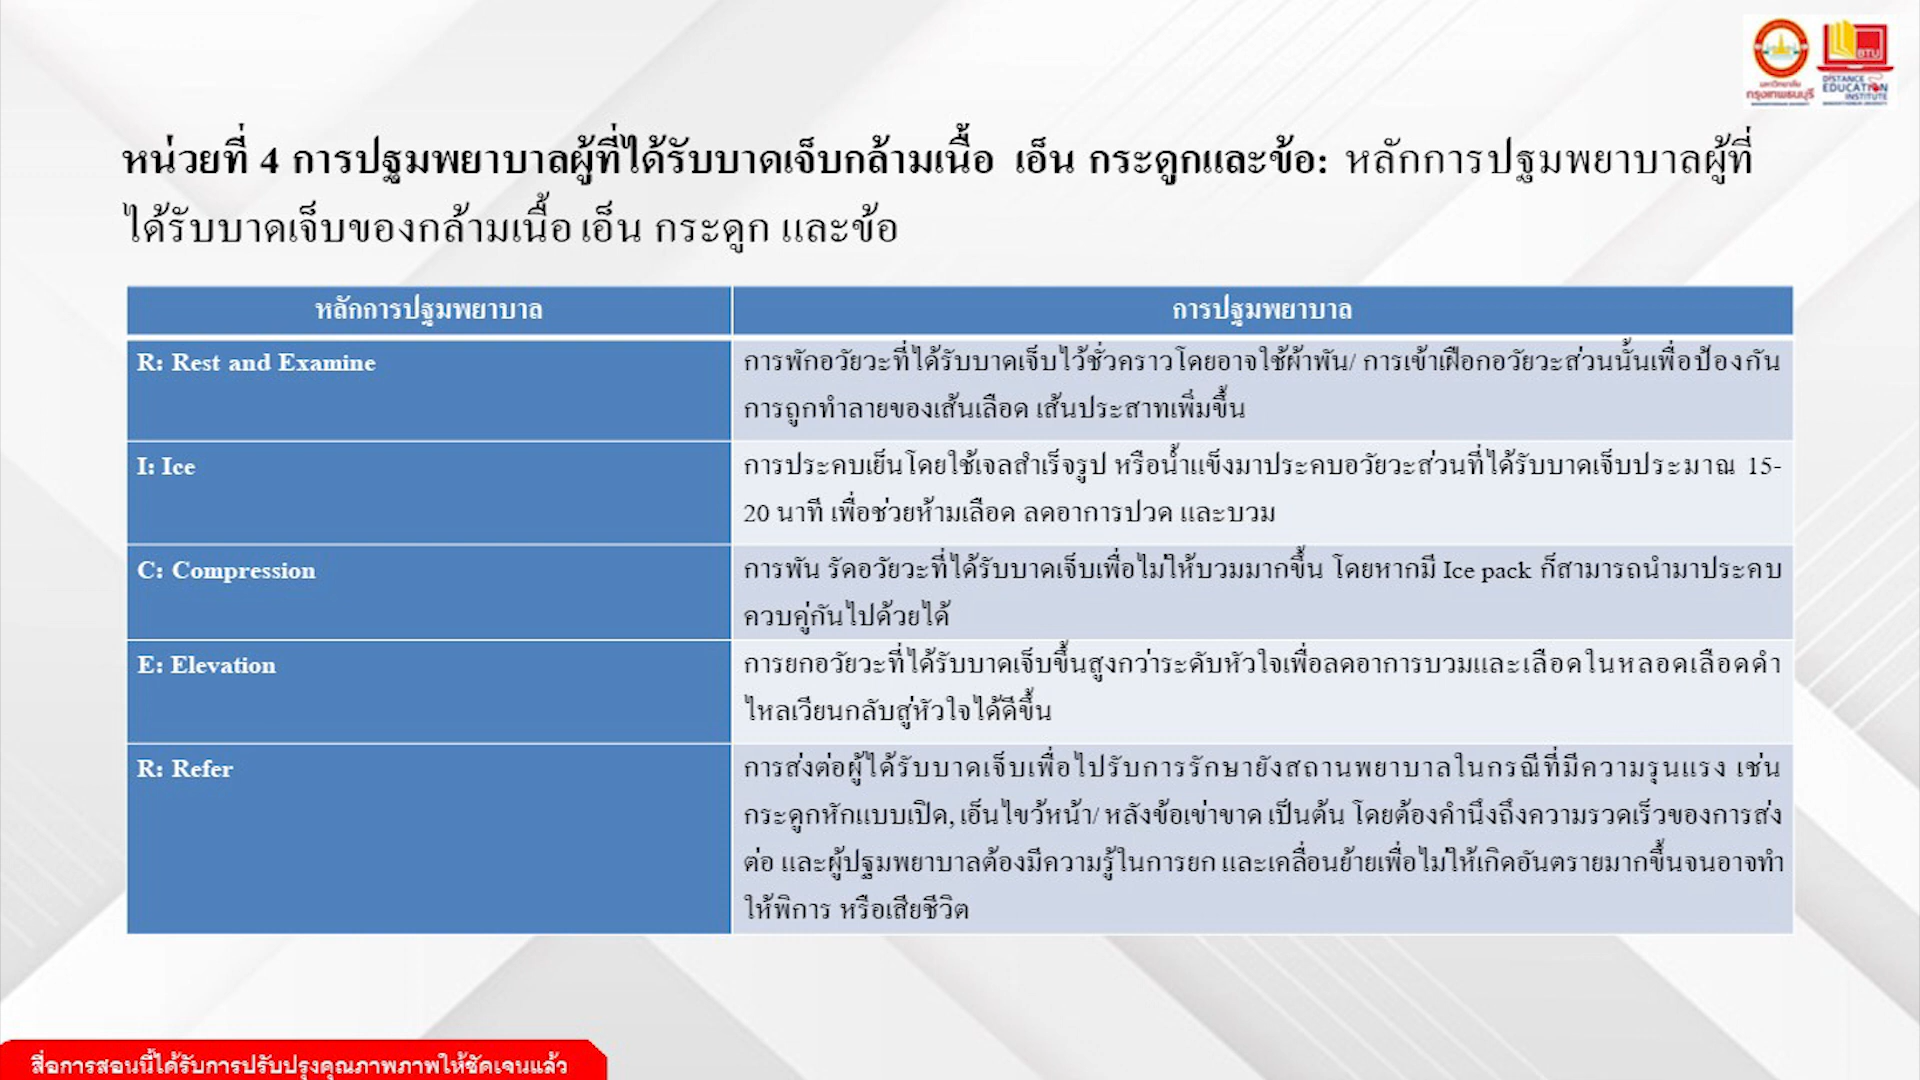 มหาวิทยาลัย
กรุงเทพธนบุรี
BTU
DISTANCE
EDUCATION
INSTITUTE
หน่วยที่ 4 การปฐมพยาบาลผู้ที่ได้รับบาดเจ็บกล้ามเนื้อ เอ็น กระดูกและข้อ: หลักการปฐมพยาบาลผู้ที่
ได้รับบาดเจ็บของกล้ามเนื้อ เอ็น กระดูก และข้อ
หลักการปฐมพยาบาล
การปฐมพยาบาล
R: Rest and Examine
การพักอวัยวะที่ได้รับบาดเจ็บไว้ชั่วคราวโดยอาจใช้ผ้าพัน/ การเข้าเฝือกอวัยวะส่วนนั้นเพื่อป้องกัน
การถูกทำลายของเส้นเลือด เส้นประสาทเพิ่มขึ้น
I: Ice
การประคบเย็นโดยใช้เจลสำเร็จรูป หรือน้ำแข็งมาประคบอวัยวะส่วนที่ได้รับบาดเจ็บประมาณ 15-
20 นาที เพื่อช่วยห้ามเลือด ลดอาการปวด และบวม
C: Compression
การพัน รัดอวัยวะที่ได้รับบาดเจ็บเพื่อไม่ให้บวมมากขึ้น โดยหากมี Ice pack ก็สามารถนำมาประคบ
ควบคู่กันไปด้วยได้
E: Elevation
การยกอวัยวะที่ได้รับบาดเจ็บขึ้นสูงกว่าระดับหัวใจเพื่อลดอาการบวมและเลือดในหลอดเลือดดำ
ไหลเวียนกลับสู่หัวใจได้ดีขึ้น
R: Refer
การส่งต่อผู้ได้รับบาดเจ็บเพื่อไปรับการรักษายังสถานพยาบาลในกรณีที่มีความรุนแรง เช่น
กระดูกหักแบบเปิด, เอ็นไขว้หน้า/ หลังข้อเข่าขาด เป็นต้น โดยต้องคำนึงถึงความรวดเร็วของการส่ง
ต่อ และผู้ปฐมพยาบาลต้องมีความรู้ในการยก และเคลื่อนย้ายเพื่อไม่ให้เกิดอันตรายมากขึ้นจนอาจทำ
ให้พิการ หรือเสียชีวิต
สื่อการสอนนี้ได้รับการปรับปรุงคุณภาพภาพให้ชัดเจนแล้ว